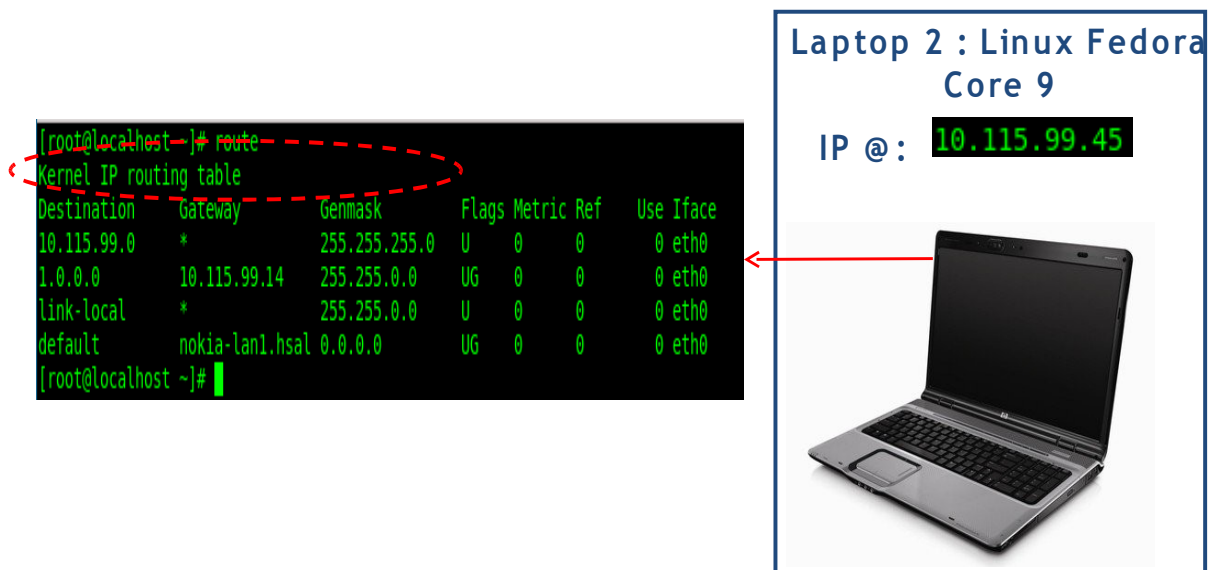 [root@localhost ~]# route
Kernel IP routing table
Destination Gateway Genmask Flags Metric Ref Use Iface
10.115.99.0 * 255.255.255.0 U 0 0 0 eth0
1.0.0.0 10.115.99.14 255.255.0.0 UG 0 0 0 eth0
link-local * 255.255.0.0 U 0 0 0 eth0
default nokia-lan1.hsal 0.0.0.0 UG 0 0 0 eth0
[root@localhost ~]#
Laptop 2 : Linux Fedora
Core 9
IP @ : 10.115.99.45